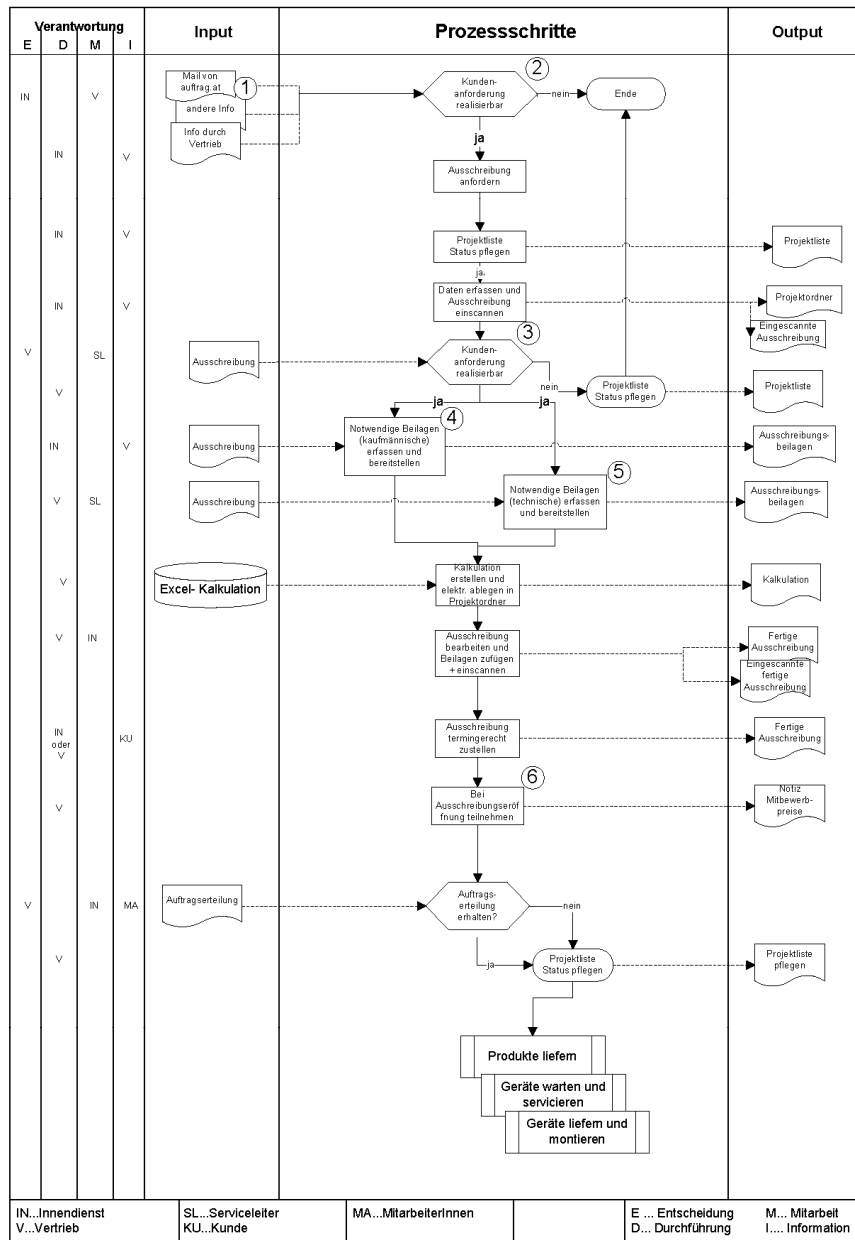 Verantwortung
E D M I
Input
Prozessschritte
Output
IN V
Mail von
auftrag.at
1
andere Info
Info durch
Vertrieb
2
Kunden-
anforderung
realisierbar
nein
Ende
ja
IN V
Ausschreibung
anfordern
IN V
Projektliste
Status pflegen
Projektliste
ja
IN V
Daten erfassen und
Ausschreibung
einscannen
Projektordner
Eingescannte
Ausschreibung
3
V SL
Ausschreibung
Kunden-
anforderung
realisierbar
nein
V
Projektliste
Status pflegen
Projektliste
ja ja
4
IN V
Ausschreibung
Notwendige Beilagen
(kaufmännische)
erfassen und
bereitstellen
Ausschreibungs-
beilagen
5
V SL
Ausschreibung
Notwendige Beilagen
(technische) erfassen
und bereitstellen
Ausschreibungs-
beilagen
V
Excel- Kalkulation
Kalkulation
erstellen und
elektr. ablegen in
Projektordner
Kalkulation
V IN
Ausschreibung
bearbeiten und
Beilagen zufügen
+einscannen
Fertige
Ausschreibung
Eingescannte
fertige
Ausschreibung
IN
oder
V
KU
Ausschreibung
termingerecht
zustellen
Fertige
Ausschreibung
6
V
Bei
Ausschreibungseröf
fnung teilnehmen
Notiz
Mitbewerb-
preise
V IN MA
Auftragserteilung
Auftrags-
erteilung
erhalten?
nein
V
ja
Projektliste
Status pflegen
Projektliste
pflegen
Produkte liefern
Geräte warten und
servicieren
Geräte liefern und
montieren
IN...Innendienst
V...Vertrieb
SL...Serviceleiter
KU...Kunde
MA...MitarbeiterInnen
E ... Entscheidung
D... Durchführung
M... Mitarbeit
I.... Information